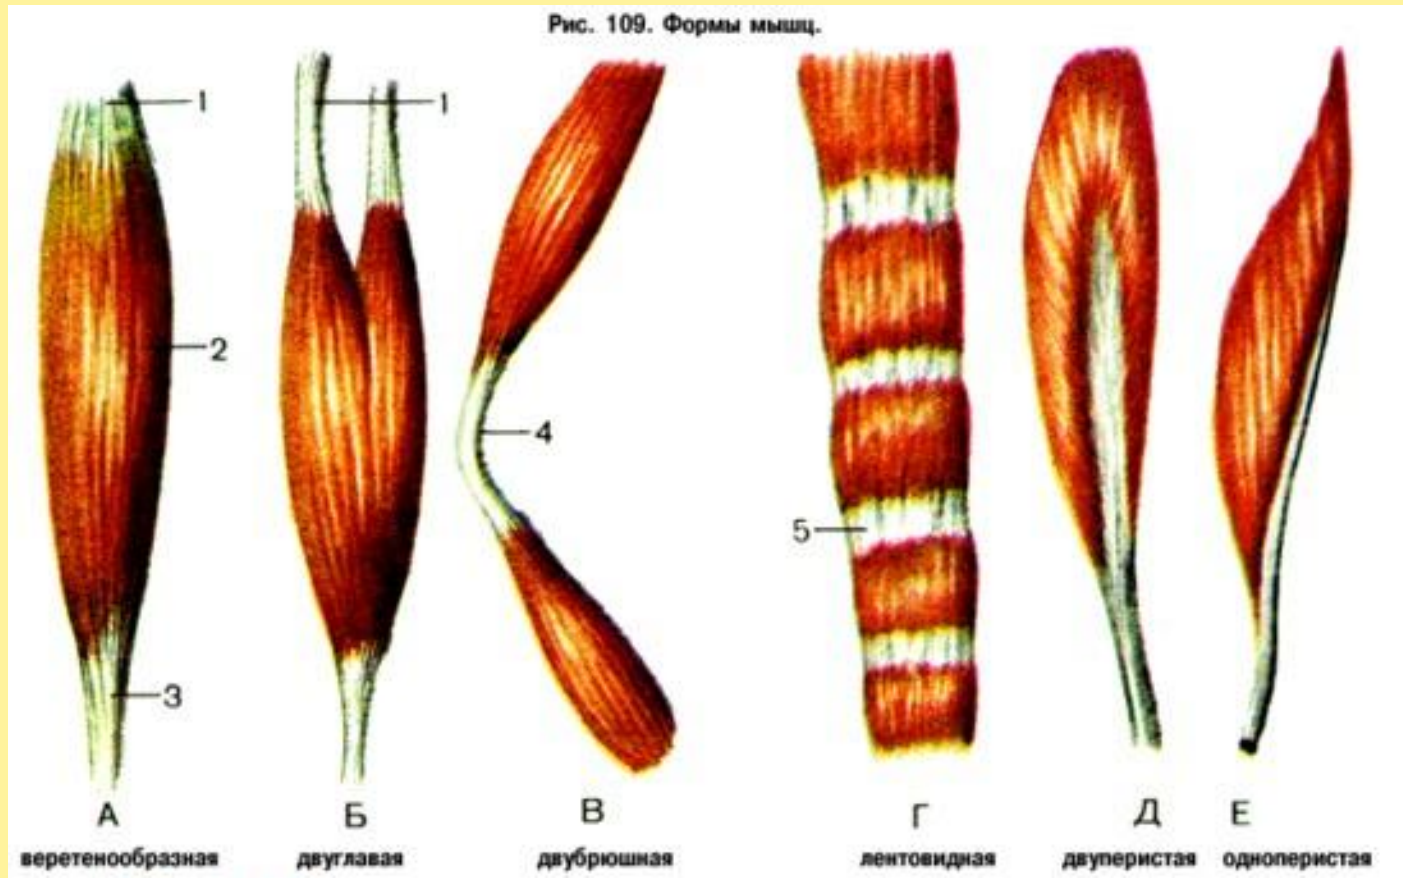 Рис. 109. Формы мышц.
1
1
2
4
5
3
А
Б
В
Г
Д
Е
веретенообразная
двуглавая
двубрюшная
лентовидная
двуперистая
одноперистая